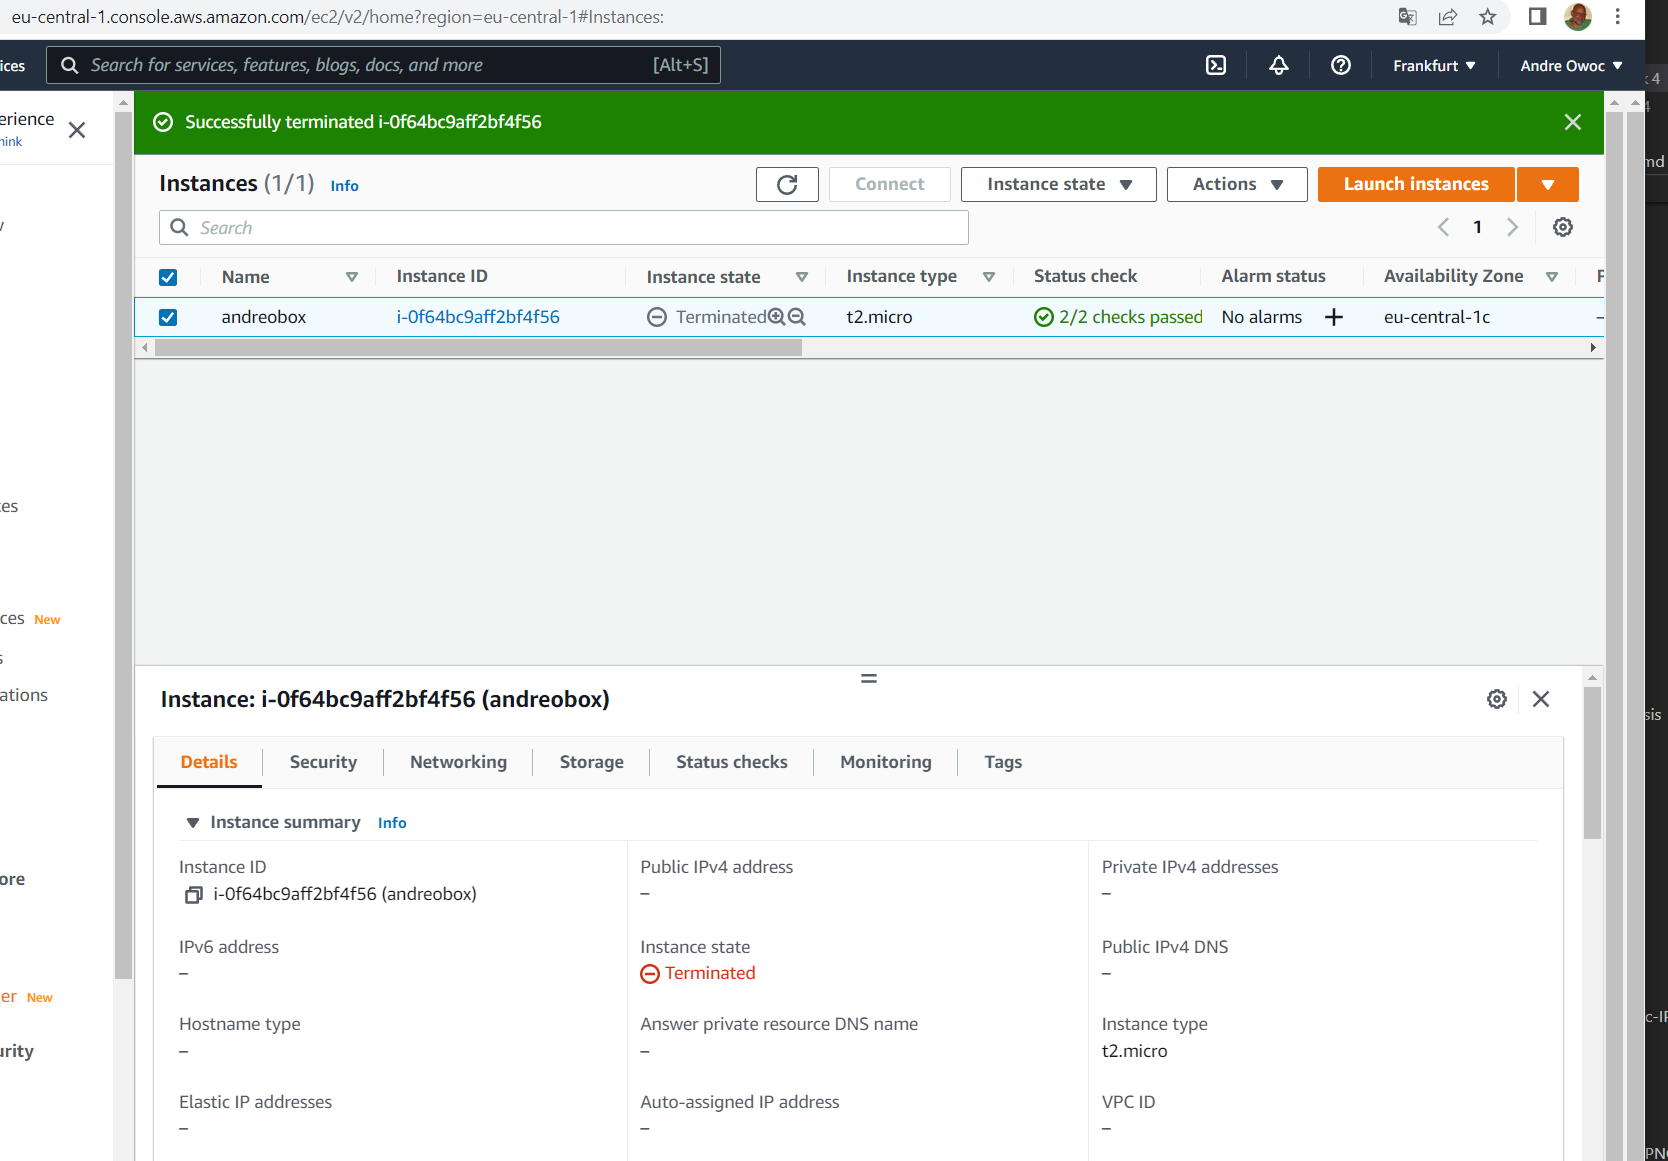 eu-central-1.console.aws.amazon.com/ec2/v2/home?region=eu-central-1#Instances:
ices
Search for services, features, blogs, docs, and more [Alt+S]
Frankfurt ▼
Andre Owoc ▼
erience
hink
Successfully terminated i-0f64bc9aff2bf4f56
Instances (1/1) Info
Connect
Instance state ▼
Actions ▼
Launch instances ▼
Search
1
Name Instance ID Instance state Instance type Status check Alarm status Availability Zone
andreobox i-0f64bc9aff2bf4f56 Terminated t2.micro 2/2 checks passed No alarms + eu-central-1c –
ces New
ations
ore
er New
urity
Instance: i-0f64bc9aff2bf4f56 (andreobox)
Details Security Networking Storage Status checks Monitoring Tags
▼ Instance summary Info
Instance ID
i-0f64bc9aff2bf4f56 (andreobox)
Public IPv4 address
–
Private IPv4 addresses
–
IPv6 address
–
Instance state
Terminated
Public IPv4 DNS
–
Hostname type
–
Answer private resource DNS name
–
Instance type
t2.micro
Elastic IP addresses
–
Auto-assigned IP address
–
VPC ID
–
md
sis
c-IP